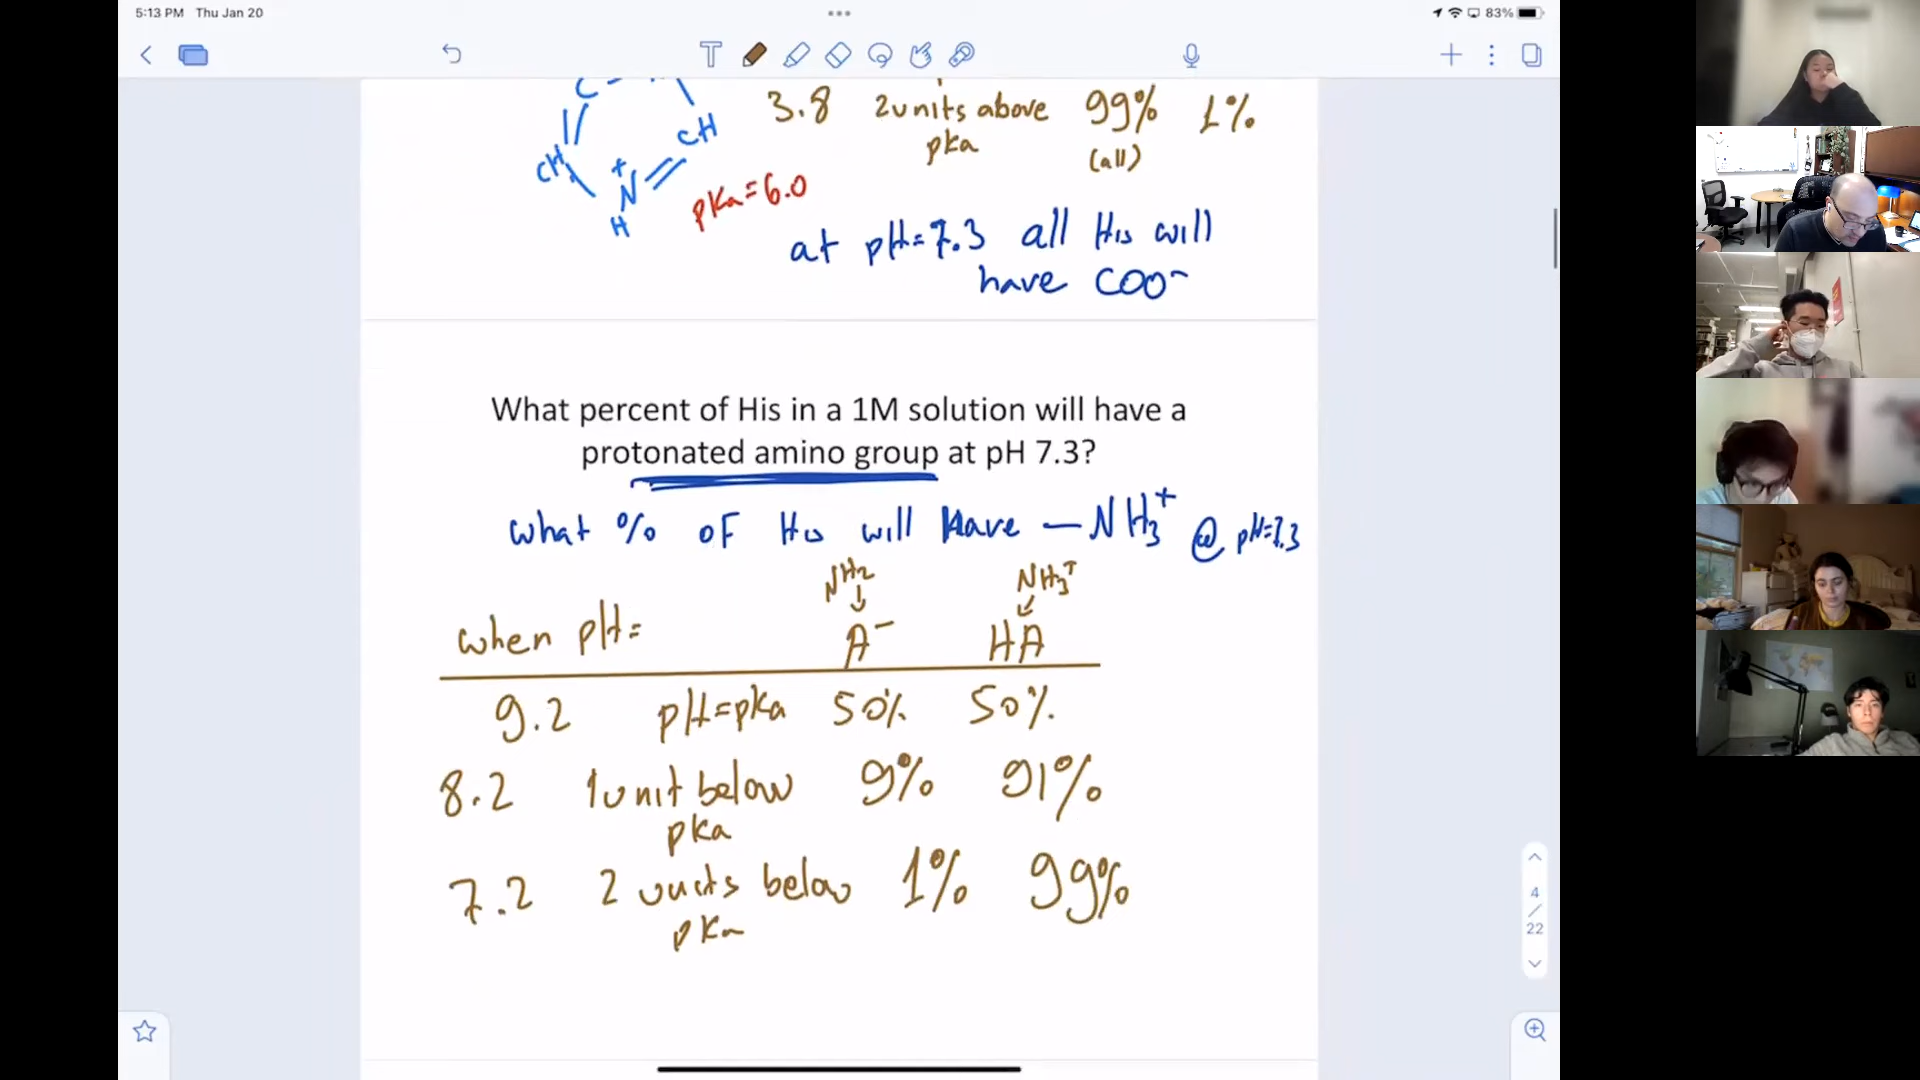 5:13 PM Thu Jan 20
83%
C
CH
CH
+
N
H
pKa=6.0
3.8 2units above 99% 1%
pKa (all)
at pH=7.3 all His will
have COO⁻
What percent of His in a 1M solution will have a
protonated amino group at pH 7.3?
what % of His will have —NH₃⁺ @ pH=7.3
NH₂ NH₃⁺
when pH= A⁻ HA
9.2 pH=pKa 50% 50%
8.2 1unit below 9% 91%
pKa
7.2 2 units below 1% 99%
pKa
4
/
22